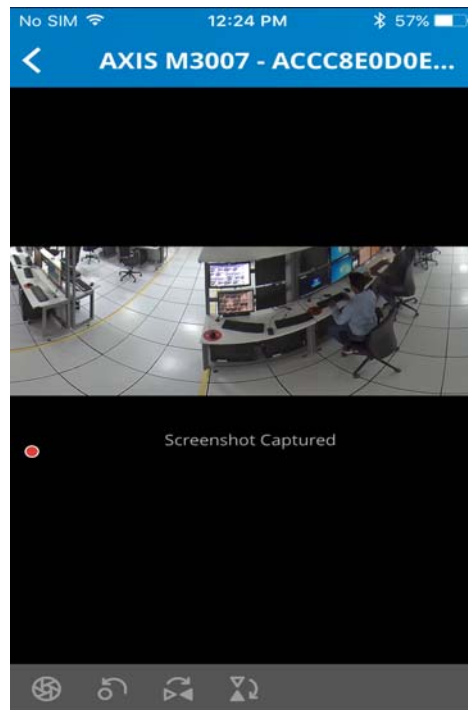 No SIM 12:24 PM 57%
AXIS M3007 - ACCC8E0D0E...
Screenshot Captured